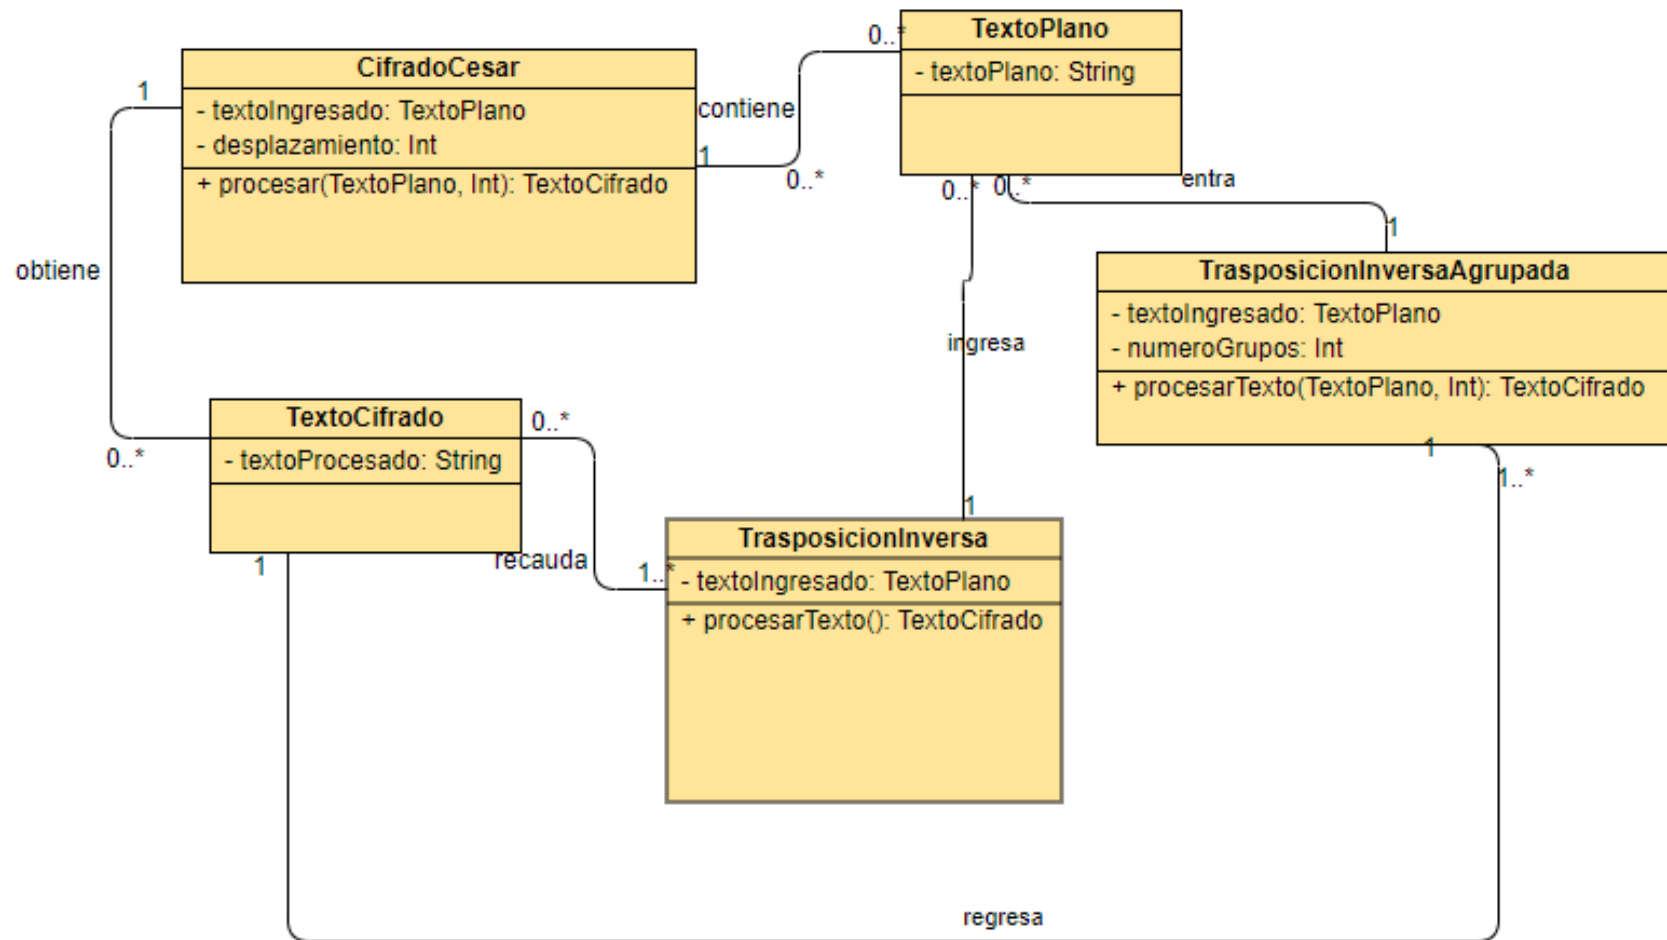 TextoPlano
- textoPlano: String
0..*
CifradoCesar
- textoIngresado: TextoPlano
- desplazamiento: Int
+ procesar(TextoPlano, Int): TextoCifrado
1
contiene
1
0..*
0..*
0..*
entra
1
obtiene
TrasposicionInversaAgrupada
- textoIngresado: TextoPlano
- numeroGrupos: Int
+ procesarTexto(TextoPlano, Int): TextoCifrado
ingresa
TextoCifrado
- textoProcesado: String
0..*
0..*
1
1..*
1
TrasposicionInversa
- textoIngresado: TextoPlano
+ procesarTexto(): TextoCifrado
recauda
1..*
1
regresa